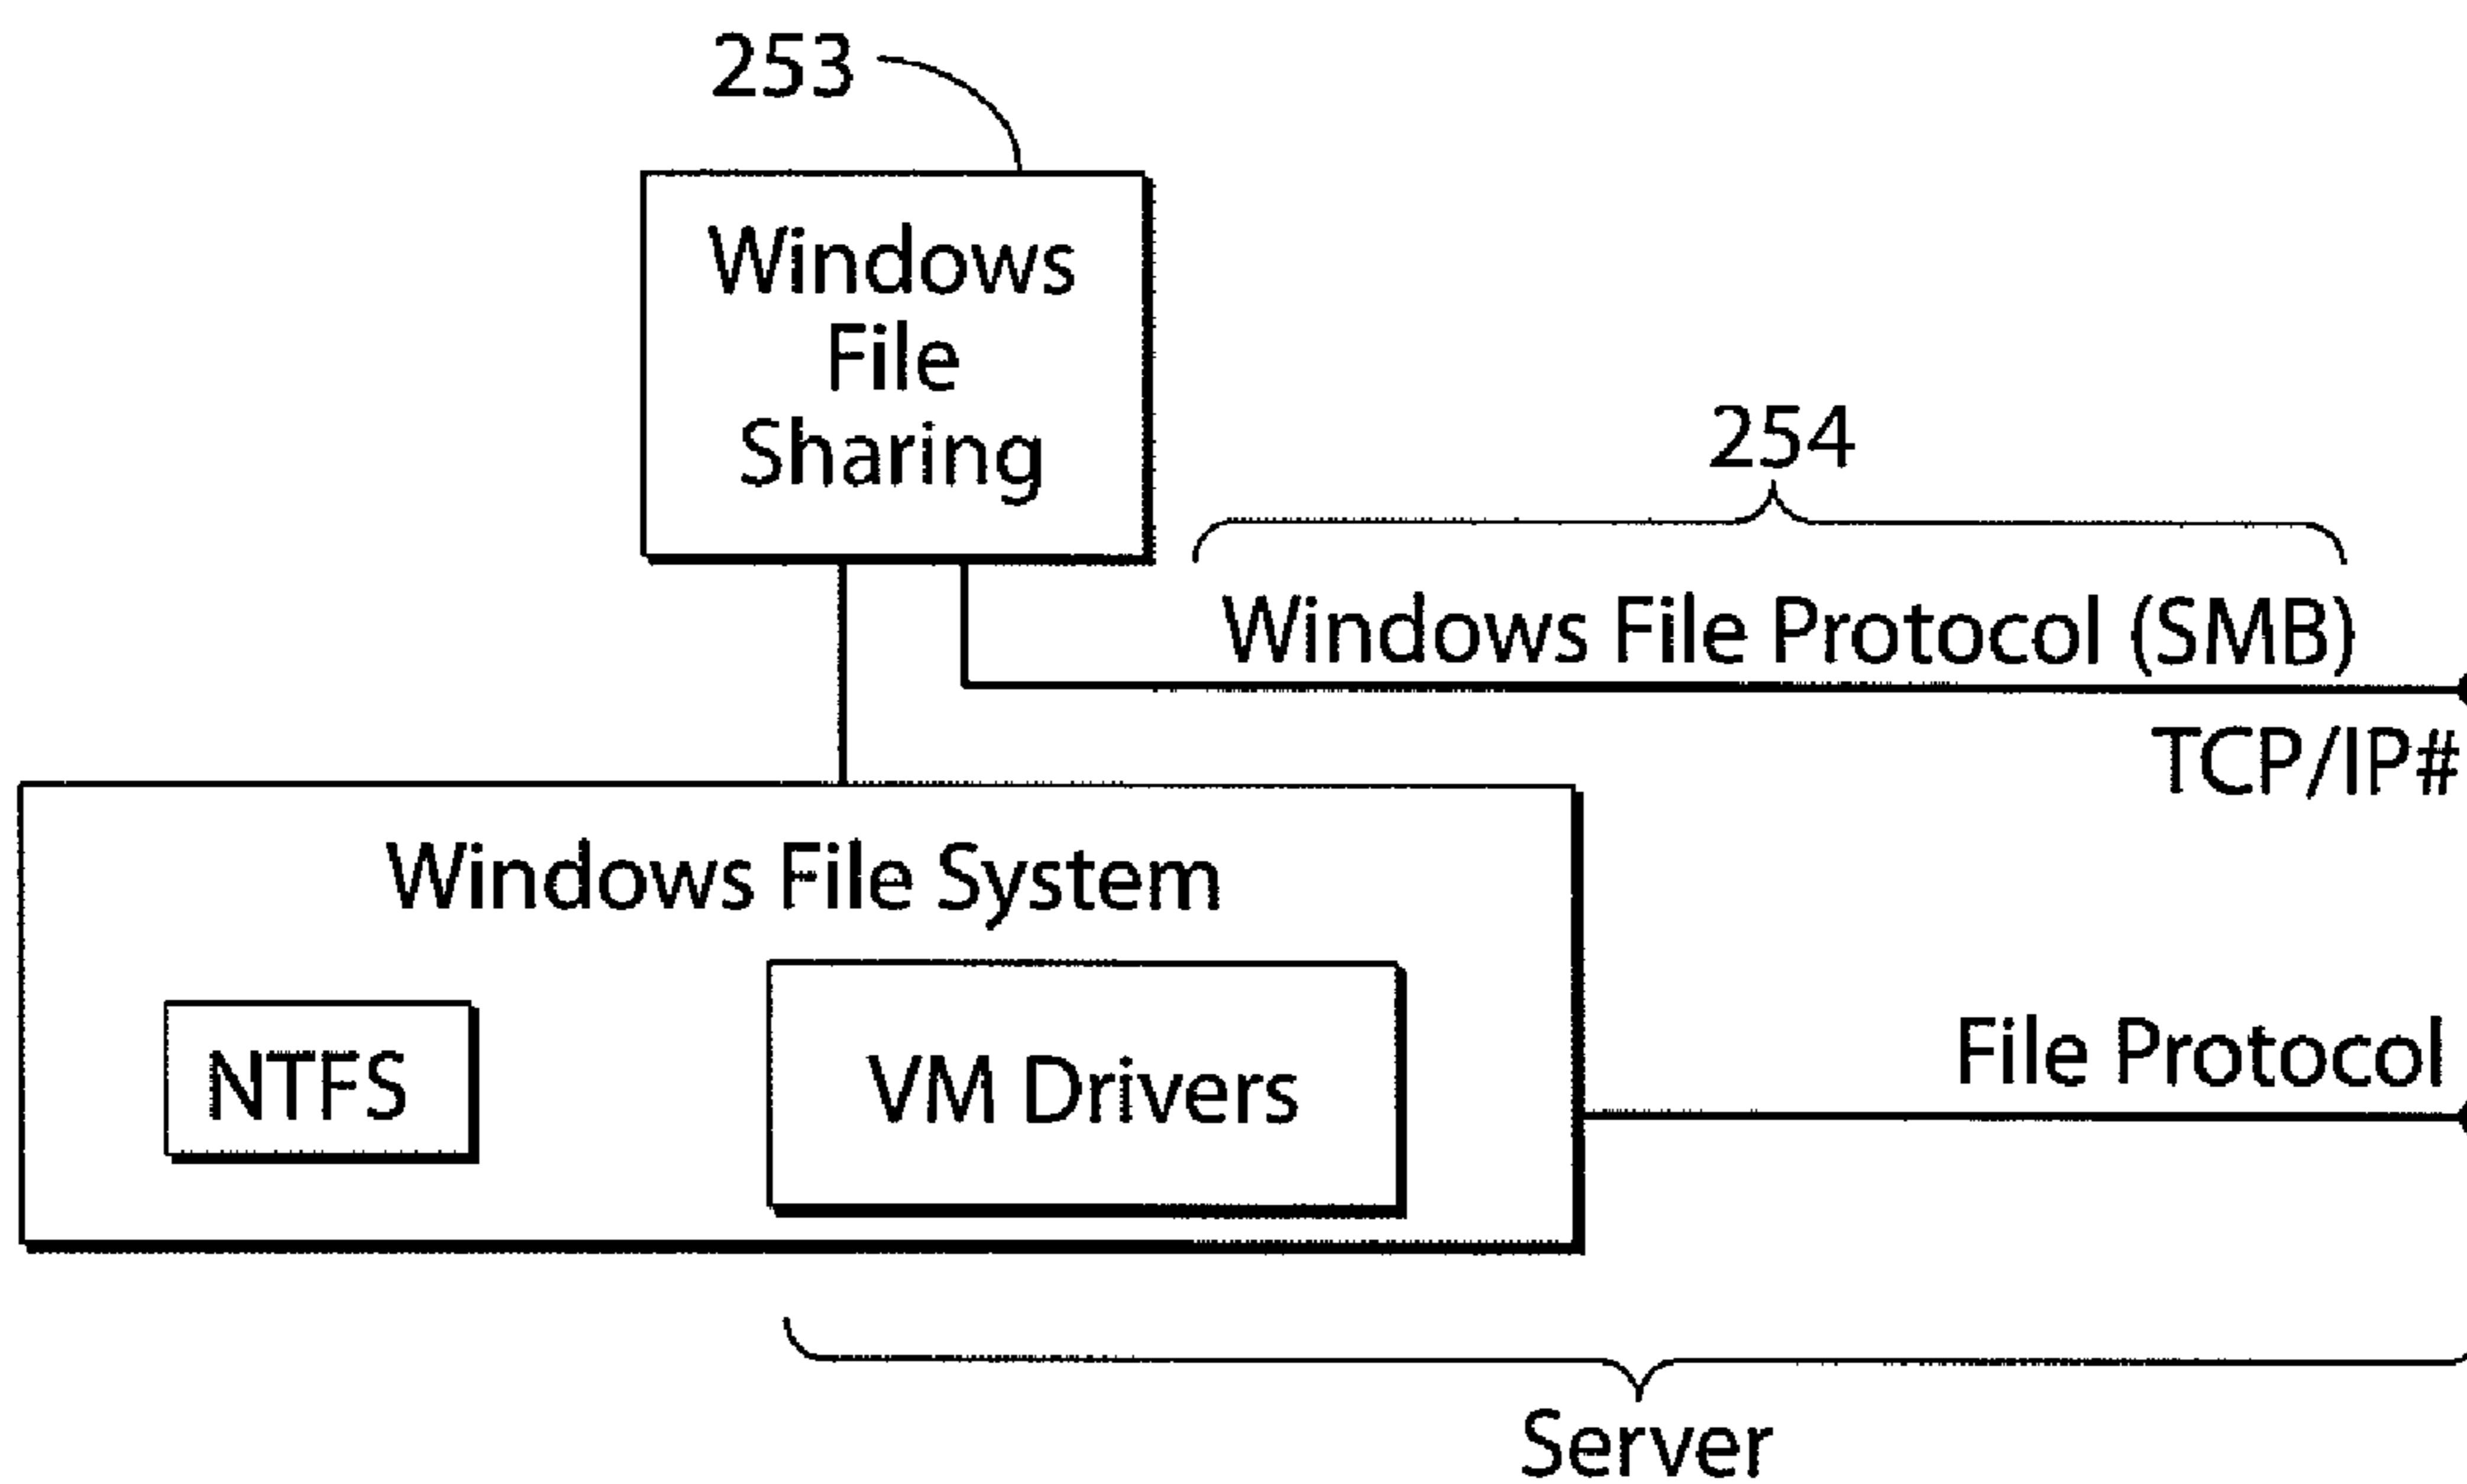 253
Windows
File
Sharing
254
Windows File Protocol (SMB)
TCP/IP#
Windows File System
NTFS
VM Drivers
File Protocol
Server